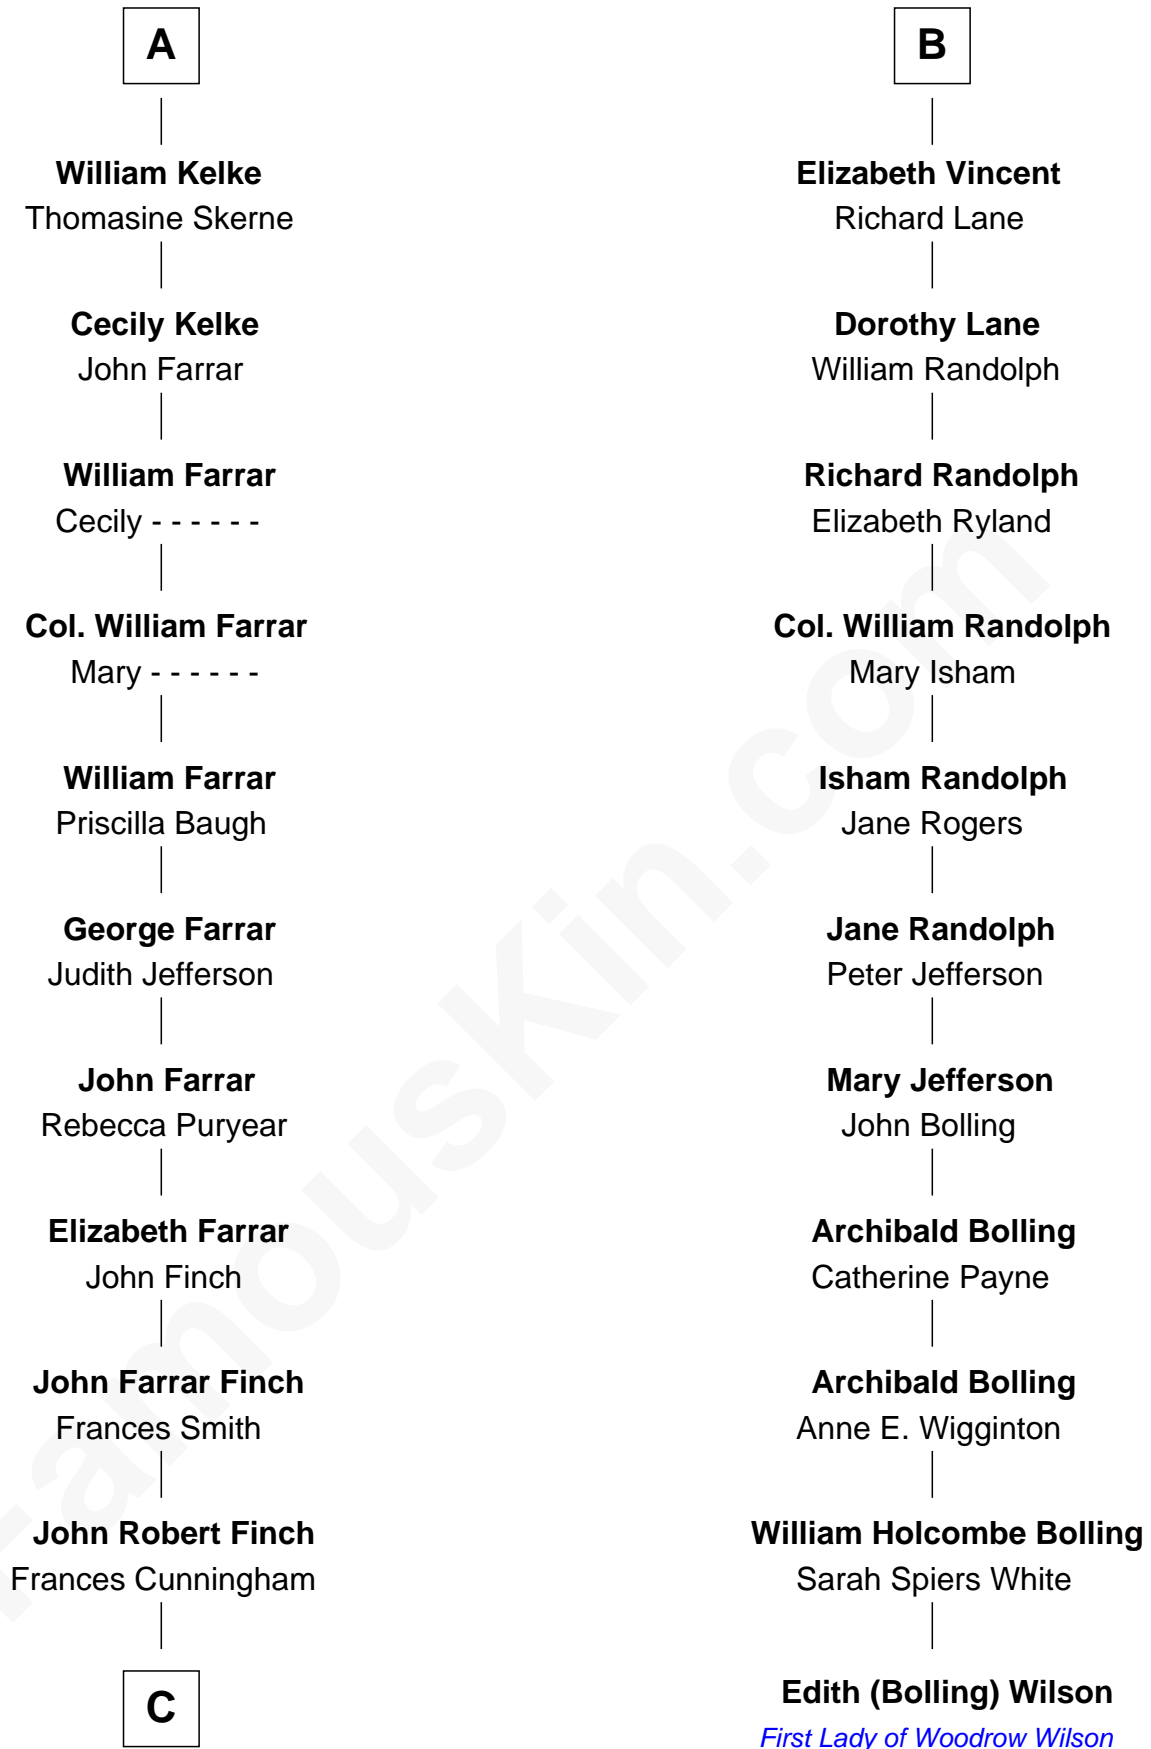 A
William Kelke
Thomasine Skerne
Cecily Kelke
John Farrar
William Farrar
Cecily - - - - - -
Col. William Farrar
Mary - - - - - -
William Farrar
Priscilla Baugh
George Farrar
Judith Jefferson
John Farrar
Rebecca Puryear
Elizabeth Farrar
John Finch
John Farrar Finch
Frances Smith
John Robert Finch
Frances Cunningham
C
B
Elizabeth Vincent
Richard Lane
Dorothy Lane
William Randolph
Richard Randolph
Elizabeth Ryland
Col. William Randolph
Mary Isham
Isham Randolph
Jane Rogers
Jane Randolph
Peter Jefferson
Mary Jefferson
John Bolling
Archibald Bolling
Catherine Payne
Archibald Bolling
Anne E. Wigginton
William Holcombe Bolling
Sarah Spiers White
Edith (Bolling) Wilson
First Lady of Woodrow Wilson
FamousKin.com